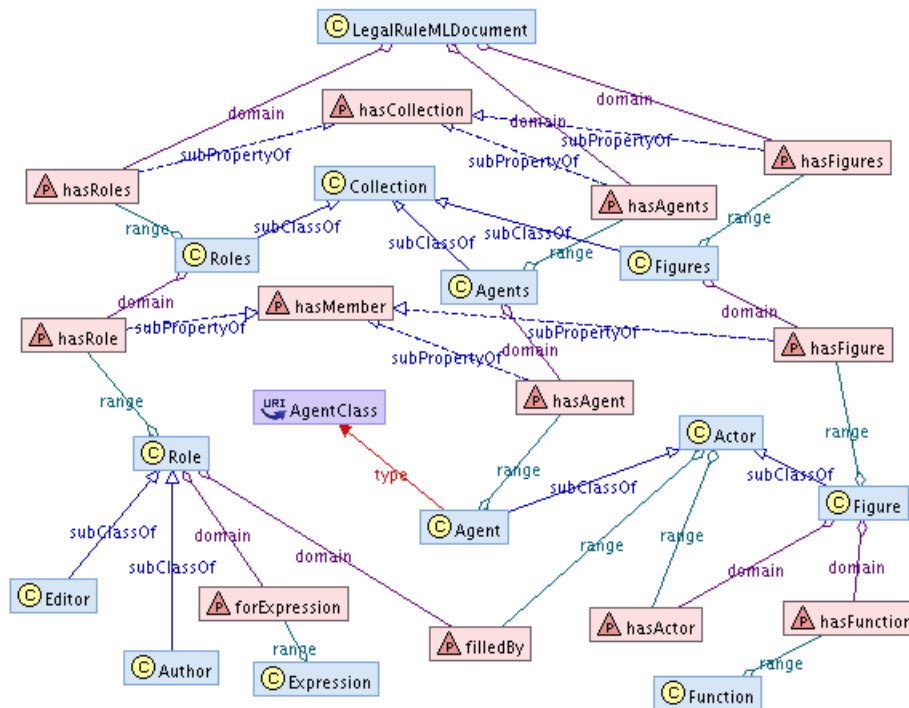 C LegalRuleMLDocument
domain
P hasCollection
domain
domain
subPropertyOf
subPropertyOf
subPropertyOf
P hasFigures
P hasRoles
C Collection
P hasAgents
range
subClassOf
subClassOf
subClassOf
range
range
C Roles
C Figures
C Agents
domain
P hasMember
domain
P hasRole
subPropertyOf
subPropertyOf
subPropertyOf
domain
P hasFigure
URI AgentClass
P hasAgent
range
range
C Actor
C Role
type
range
subClassOf
subClassOf
C Agent
C Figure
subClassOf
domain
range
range
domain
subClassOf
domain
domain
C Editor
P forExpression
P hasActor
P hasFunction
P filledBy
range
range
C Author
C Expression
C Function